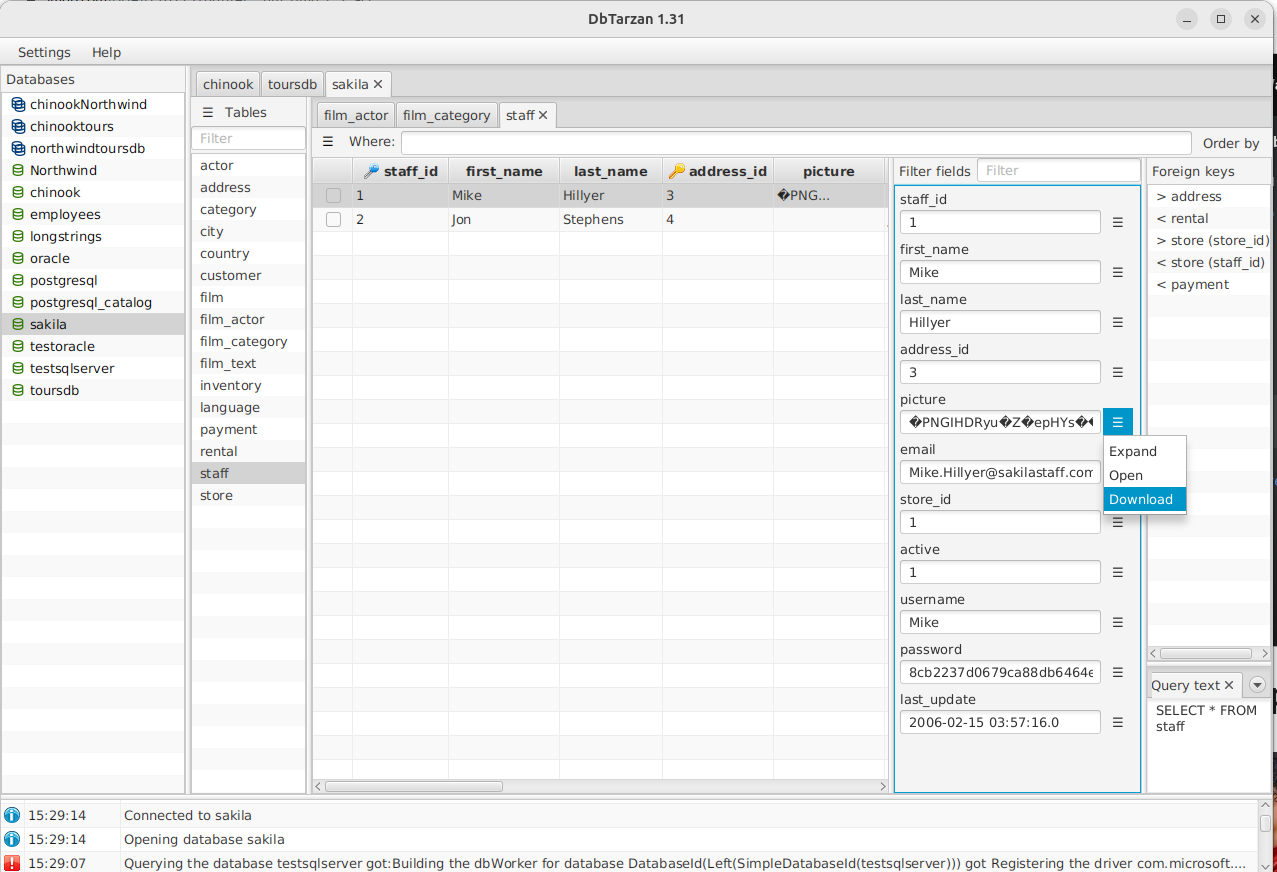 DbTarzan 1.31
Settings Help
Databases
chinookNorthwind
chinooktours
northwindtoursdb
Northwind
chinook
employees
longstrings
oracle
postgresql
postgresql_catalog
sakila
testoracle
testsqlserver
toursdb
chinook toursdb sakila
Tables
Filter
actor
address
category
city
country
customer
film
film_actor
film_category
film_text
inventory
language
payment
rental
staff
store
film_actor film_category staff
Where: Order by
staff_id first_name last_name address_id picture
1 Mike Hillyer 3 �PNG...
2 Jon Stephens 4
Filter fields Filter
staff_id
1
first_name
Mike
last_name
Hillyer
address_id
3
picture
�PNGIHDRyu�Z�epHYs�
email
Mike.Hillyer@sakilastaff.com
store_id
1
active
1
username
Mike
password
8cb2237d0679ca88db6464e
last_update
2006-02-15 03:57:16.0
Expand
Open
Download
Foreign keys
> address
< rental
> store (store_id)
< store (staff_id)
< payment
Query text
SELECT * FROM
staff
15:29:14 Connected to sakila
15:29:14 Opening database sakila
15:29:07 Querying the database testsqlserver got:Building the dbWorker for database DatabaseId(Left(SimpleDatabaseId(testsqlserver))) got Registering the driver com.microsoft....